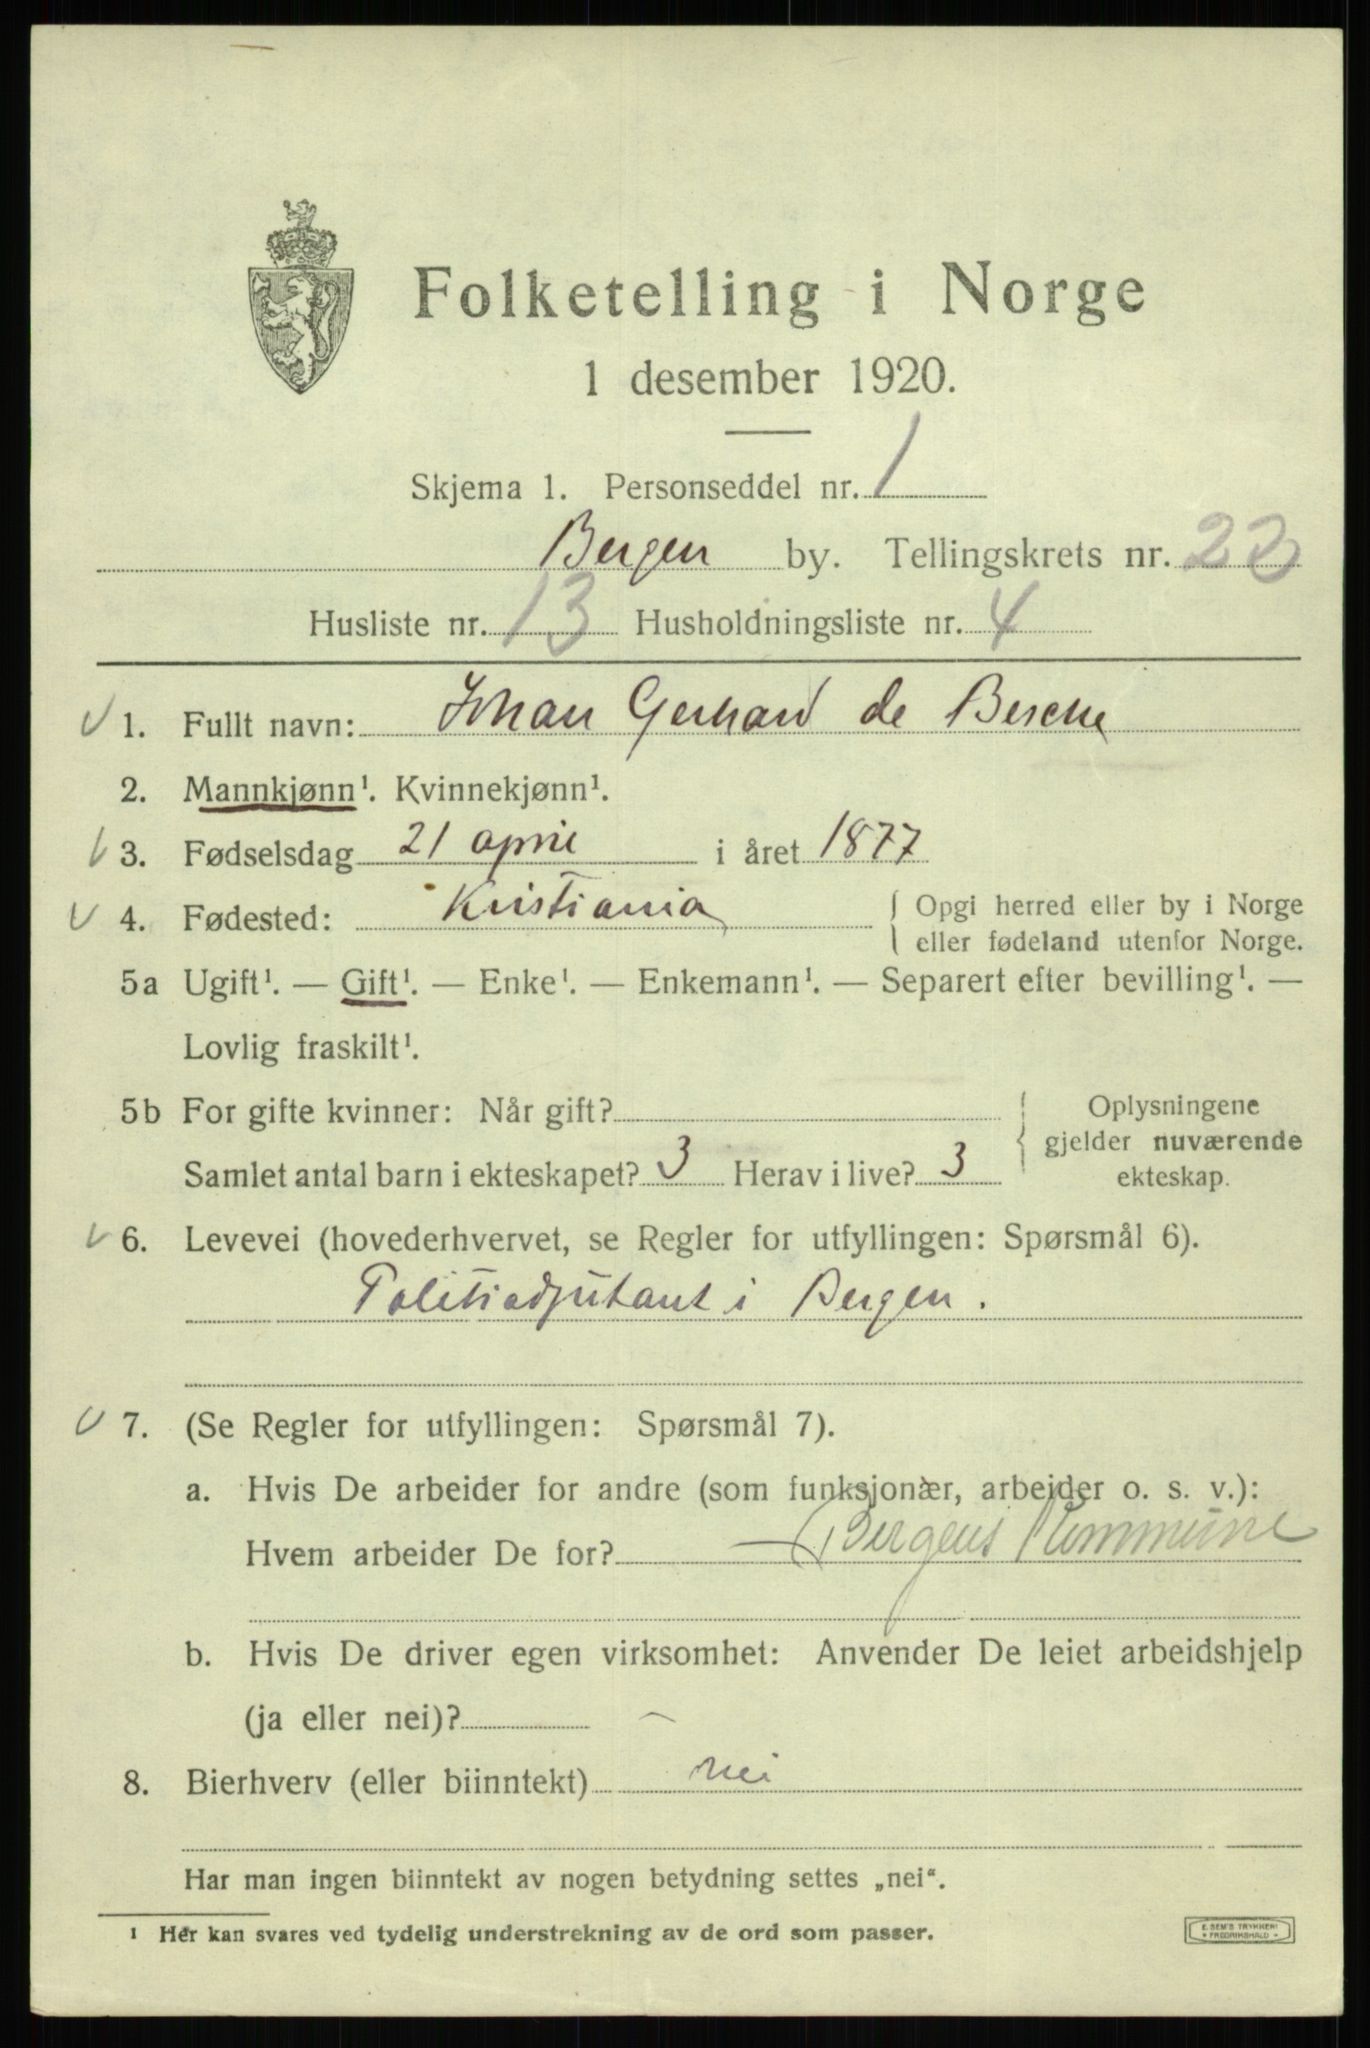 Folketelling i Norge
1 desember 1920.
Skjema 1. Personseddel nr. 1
Bergen by. Tellingskrets nr. 22
Husliste nr. 13 Husholdningsliste nr. 4
1. Fullt navn: Johan Gerhard de Besche
2. Mannkjønn¹. Kvinnekjønn¹.
3. Fødselsdag 21 april i året 1877
4. Fødested: Kristiania { Opgi herred eller by i Norge
eller fødeland utenfor Norge.
5a Ugift¹. — Gift¹. — Enke¹. — Enkemann¹. — Separert efter bevilling¹. —
Lovlig fraskilt¹.
5b For gifte kvinner: Når gift?
Samlet antal barn i ekteskapet? 3 Herav i live? 3
Oplysningene
gjelder nuværende
ekteskap.
6. Levevei (hovederhvervet, se Regler for utfyllingen: Spørsmål 6).
Politiadjutant i Bergen.
7. (Se Regler for utfyllingen: Spørsmål 7).
a. Hvis De arbeider for andre (som funksjonær, arbeider o. s. v.):
Hvem arbeider De for? Bergens Kommune
b. Hvis De driver egen virksomhet: Anvender De leiet arbeidshjelp
(ja eller nei)? —
8. Bierhverv (eller biinntekt) nei
Har man ingen biinntekt av nogen betydning settes „nei“.
¹ Her kan svares ved tydelig understrekning av de ord som passer.
E. SEM'S TRYKKERI
FREDRIKSHALD